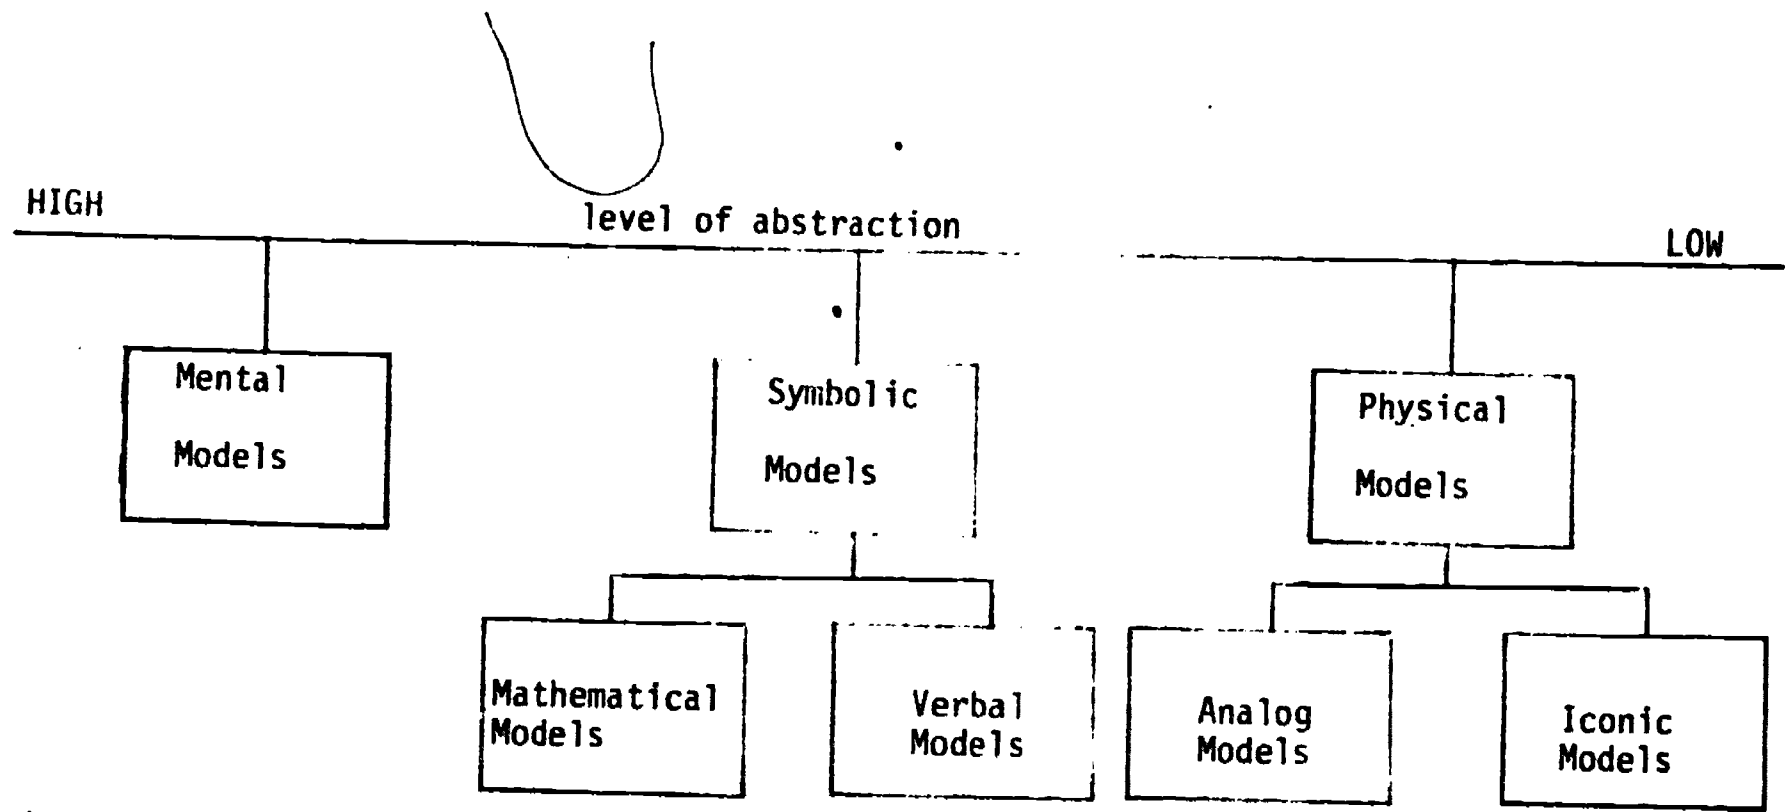 HIGH
level of abstraction
LOW
Mental
Models
Symbolic
Models
Physical
Models
Mathematical
Models
Verbal
Models
Analog
Models
Iconic
Models